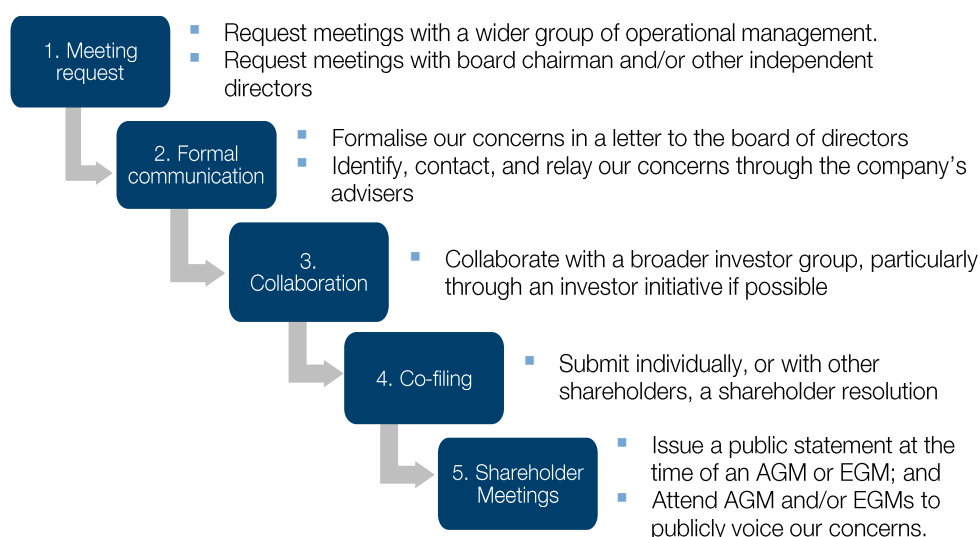 1. Meeting
request
Request meetings with a wider group of operational management.
Request meetings with board chairman and/or other independent
directors
2. Formal
communication
Formalise our concerns in a letter to the board of directors
Identify, contact, and relay our concerns through the company's
advisers
3.
Collaboration
Collaborate with a broader investor group, particularly
through an investor initiative if possible
4. Co-filing
Submit individually, or with other
shareholders, a shareholder resolution
5. Shareholder
Meetings
Issue a public statement at the
time of an AGM or EGM; and
Attend AGM and/or EGMs to
publicly voice our concerns.